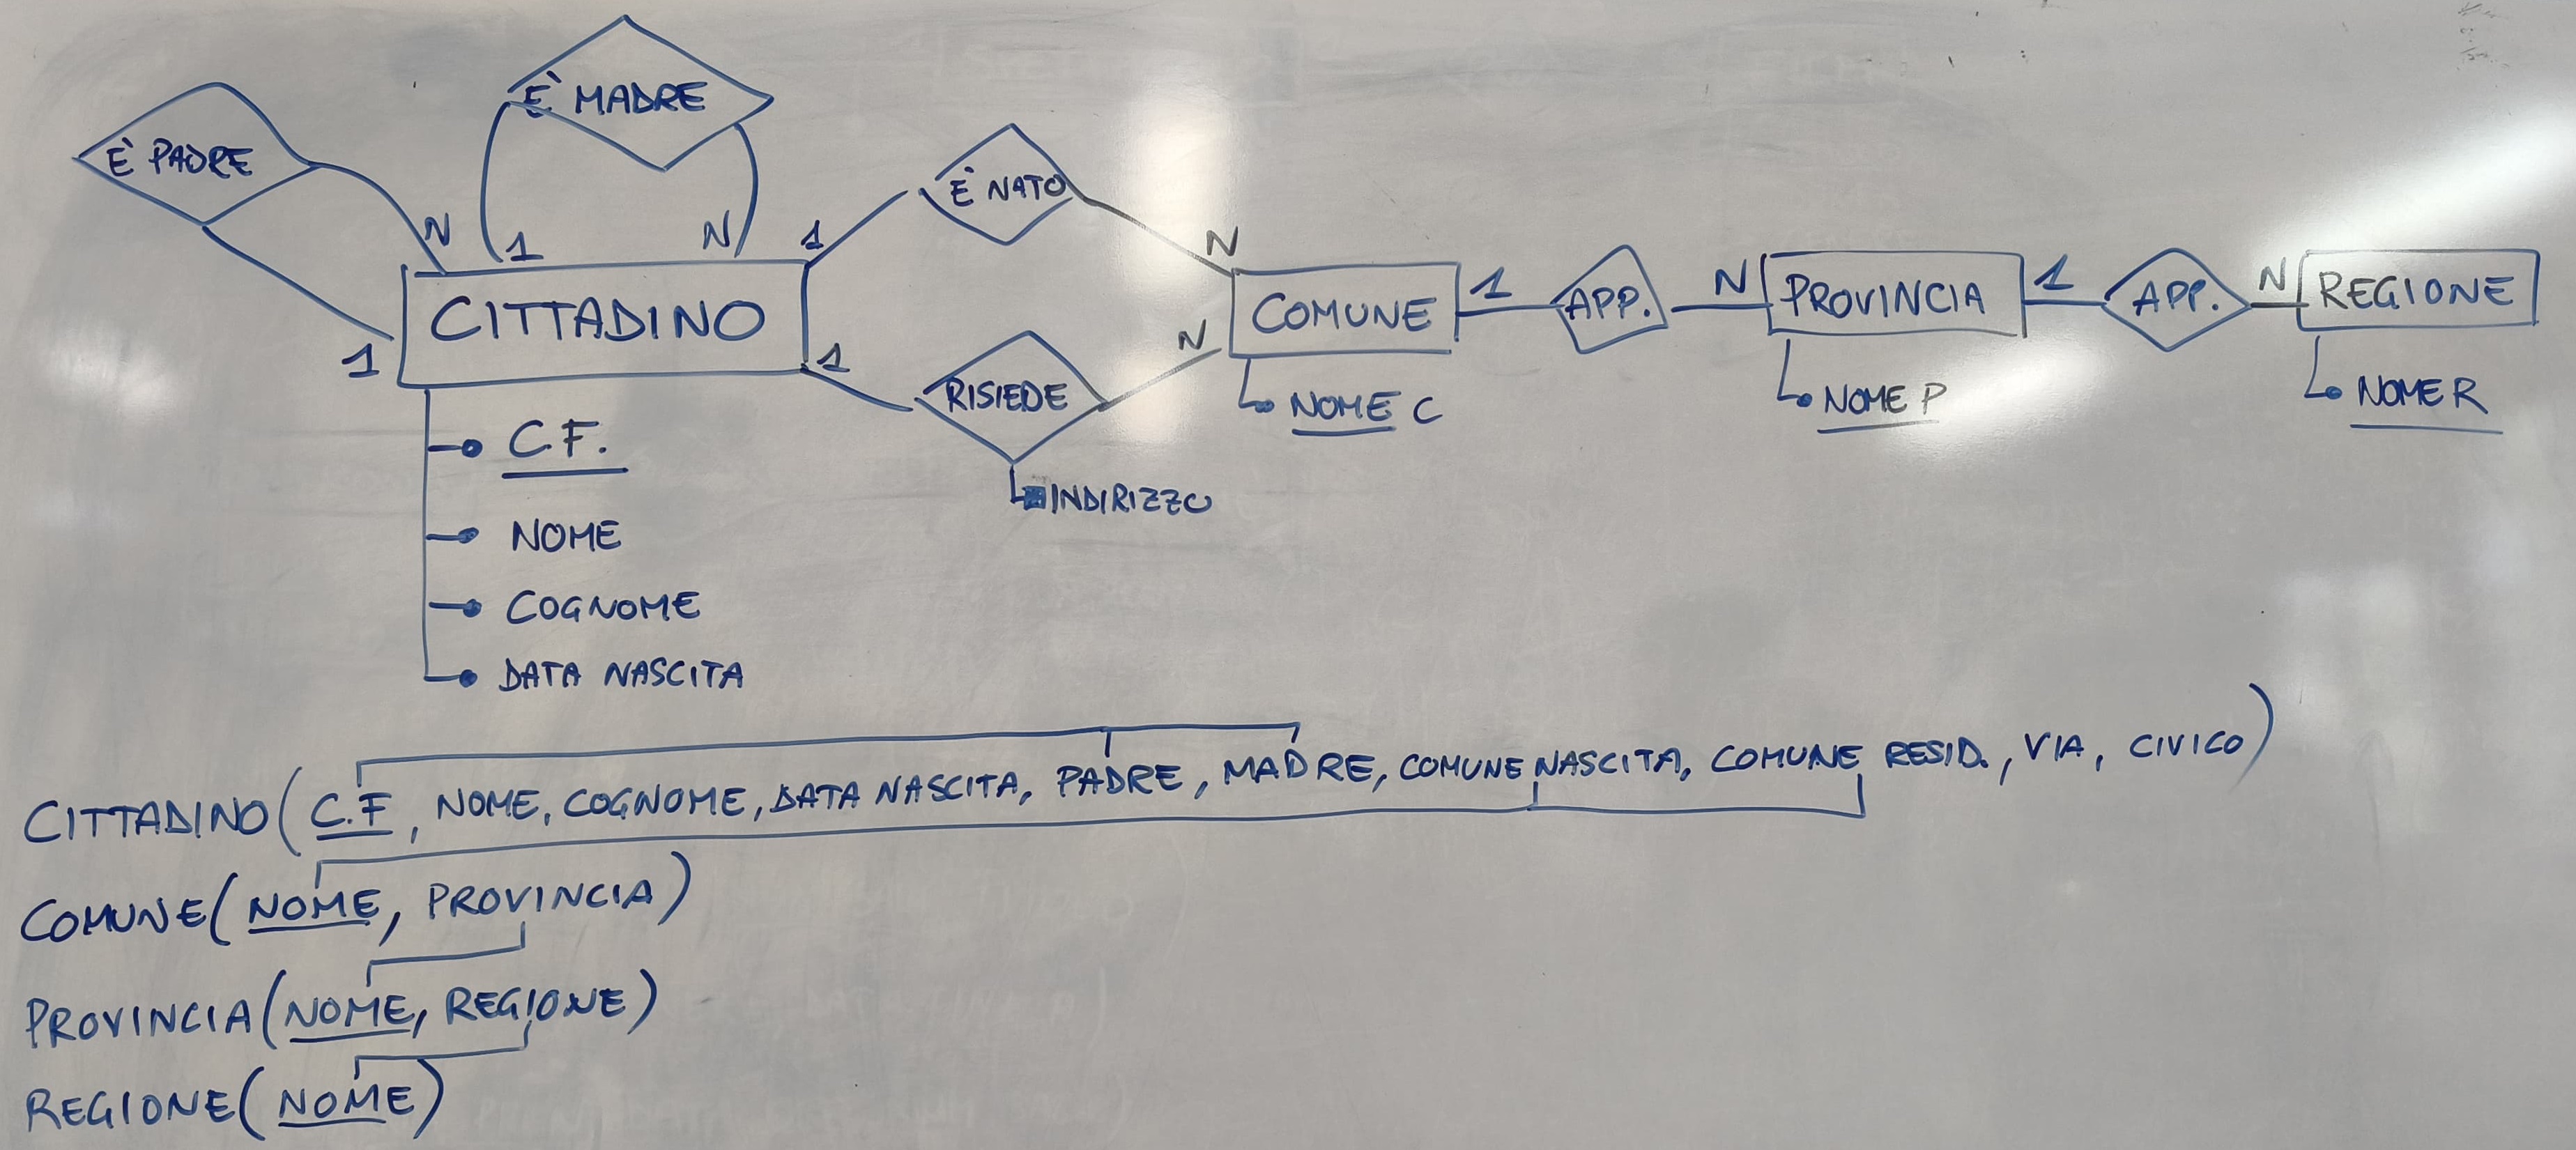 È MADRE
È PADRE
È NATO
N
1
N
1
N
CITTADINO
COMUNE
1
APP.
N
PROVINCIA
1
APP.
N
REGIONE
1
1
N
RISIEDE
NOME C
NOME P
NOME R
C.F.
INDIRIZZO
NOME
COGNOME
DATA NASCITA
CITTADINO (C.F, NOME, COGNOME, DATA NASCITA, PADRE, MADRE, COMUNE NASCITA, COMUNE RESID., VIA, CIVICO)
COMUNE (NOME, PROVINCIA)
PROVINCIA (NOME, REGIONE)
REGIONE (NOME)